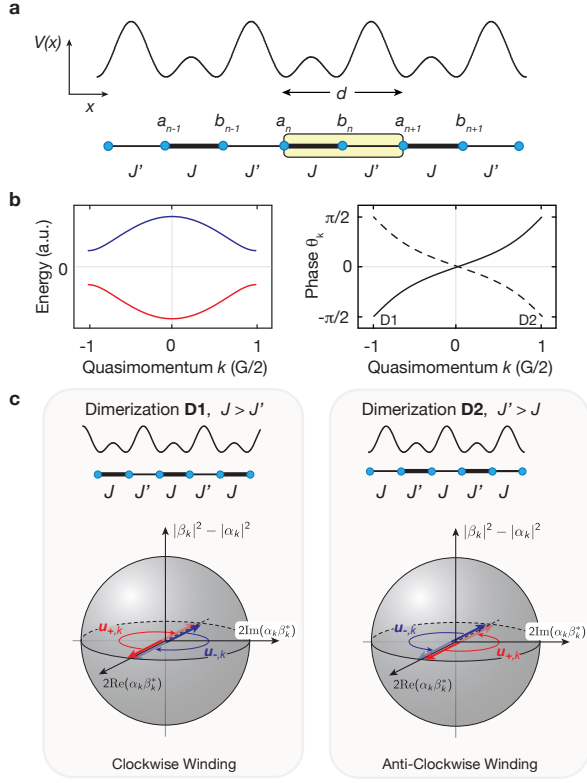 a
V(x)
x
d
a_{n-1} b_{n-1} a_n b_n a_{n+1} b_{n+1}
J' J J' J J' J J'
b
Energy (a.u.)
0
-1 0 1
Quasimomentum k (G/2)
Phase θ_k
π/2
0
-π/2
D1 D2
-1 0 1
Quasimomentum k (G/2)
c
Dimerization D1, J > J'
J J' J J' J
|β_k|² − |α_k|²
u_{+,k}
2Im(α_kβ_k^*)
u_{-,k}
2Re(α_kβ_k^*)
Clockwise Winding
Dimerization D2, J' > J
J J' J J' J
|β_k|² − |α_k|²
u_{-,k}
2Im(α_kβ_k^*)
u_{+,k}
2Re(α_kβ_k^*)
Anti-Clockwise Winding